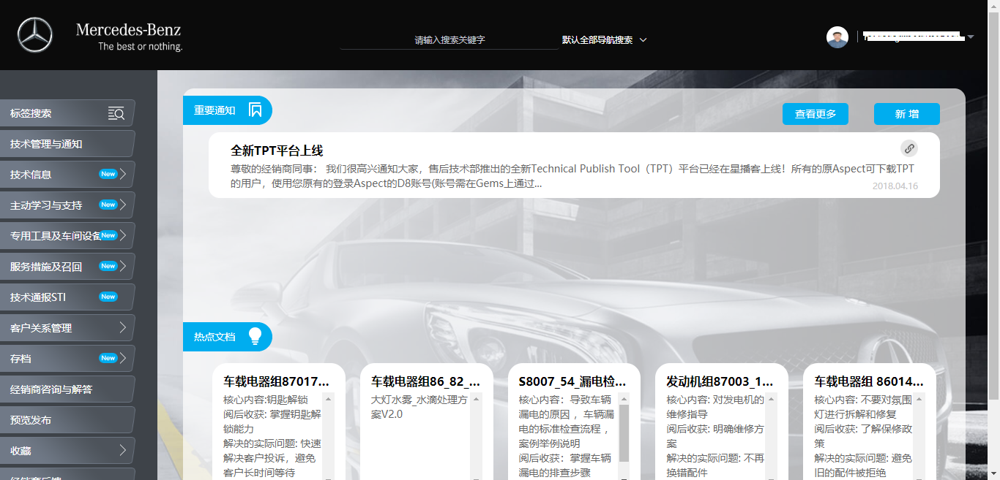 Mercedes-Benz
The best or nothing.
请输入搜索关键字
默认全部导航搜索
标签搜索
技术管理与通知
技术信息 New
主动学习与支持 New
专用工具及车间设备 New
服务措施及召回 New
技术通报STI New
客户关系管理
存档 New
经销商咨询与解答
预览发布
收藏
经销商反馈
重要通知
查看更多
新 增
全新TPT平台上线
尊敬的经销商同事： 我们很高兴通知大家，售后技术部推出的全新Technical Publish Tool（TPT）平台已经在星播客上线！所有的原Aspect可下载TPT
的用户，使用您原有的登录Aspect的D8账号(账号需在Gems上通过...
2018.04.16
热点文档
车载电器组87017...
核心内容:钥匙解锁
阅后收获: 掌握钥匙解
锁能力
解决的实际问题: 快速
解决客户投诉，避免
客户长时间等待
车载电器组86_82_...
大灯水雾_水滴处理方
案V2.0
S8007_54_漏电检...
核心内容：导致车辆
漏电的原因 ，车辆漏
电的标准检查流程 ，
案例举例说明
阅后收获：掌握车辆
漏电的排查步骤
发动机组87003_1...
核心内容: 对发电机的
维修指导
阅后收获: 明确维修方
案
解决的实际问题: 不再
换错配件
车载电器组 86014...
核心内容: 不要对氛围
灯进行拆解和修复
阅后收获: 了解保修政
策
解决的实际问题: 避免
旧的配件被拒绝